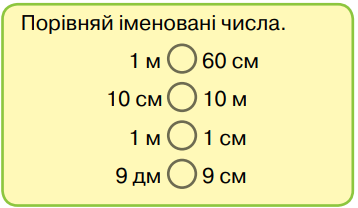 Порівняй іменовані числа.
1 м ◯ 60 см
10 см ◯ 10 м
1 м ◯ 1 см
9 дм ◯ 9 см